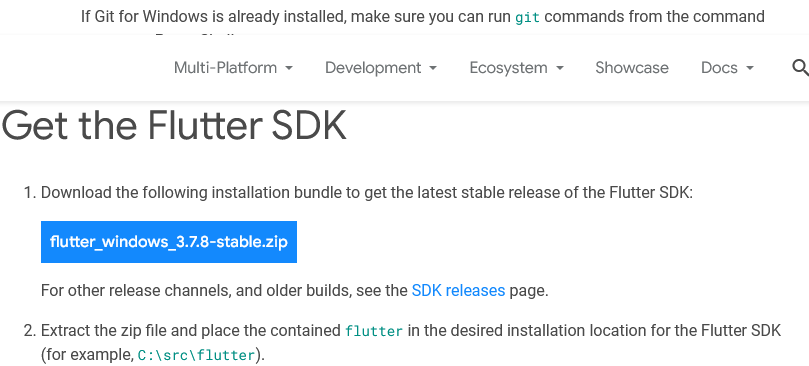 If Git for Windows is already installed, make sure you can run git commands from the command
Multi-Platform
Development
Ecosystem
Showcase
Docs
Get the Flutter SDK
1. Download the following installation bundle to get the latest stable release of the Flutter SDK:
flutter_windows_3.7.8-stable.zip
For other release channels, and older builds, see the SDK releases page.
2. Extract the zip file and place the contained flutter in the desired installation location for the Flutter SDK
(for example, C:\src\flutter).